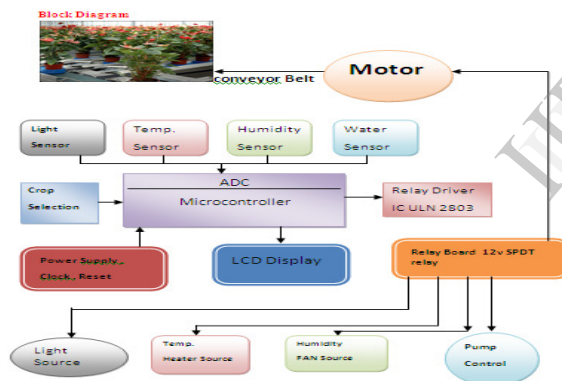 Block Diagram
conveyor Belt
Motor
Light
Sensor
Temp.
Sensor
Humidity
Sensor
Water
Sensor
Crop
Selection
ADC
Microcontroller
Relay Driver
IC ULN 2803
Power Supply,
Clock, Reset
LCD Display
Relay Board 12v SPDT
relay
Light
Source
Temp.
Heater Source
Humidity
FAN Source
Pump
Control